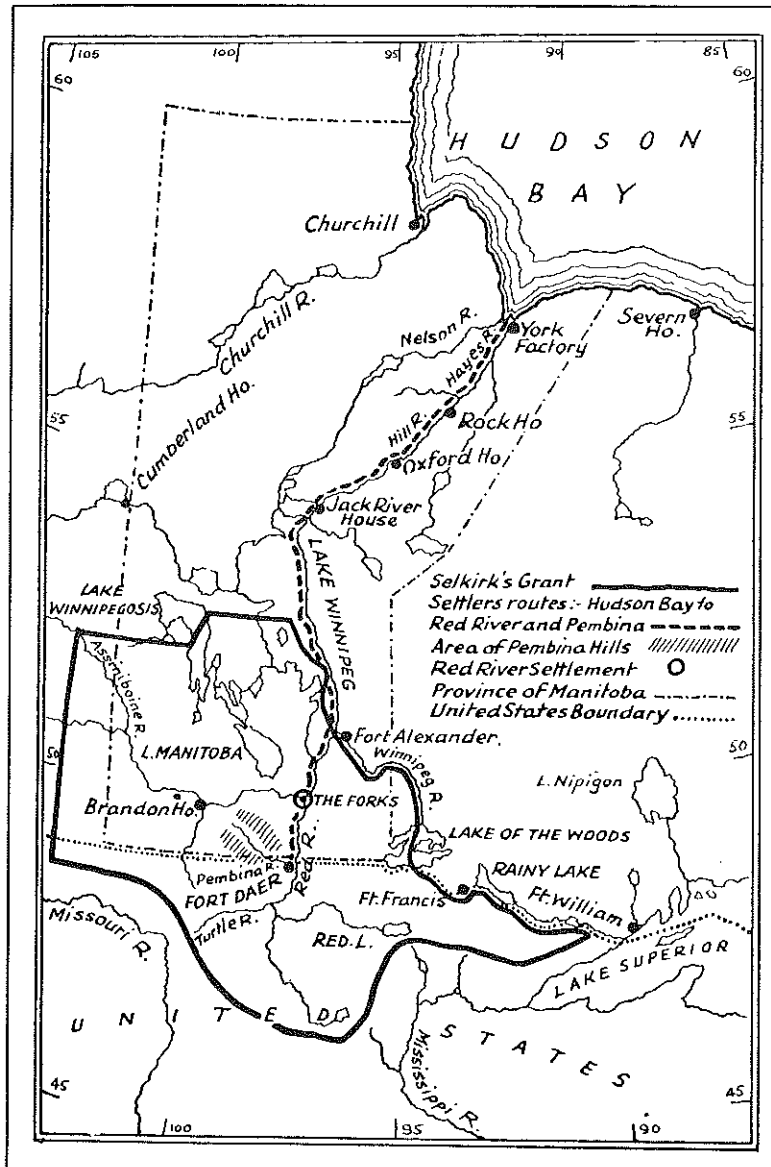 105 100 95 90 85
60 60
HUDSON
BAY
Churchill
Churchill R.
Nelson R.
Hayes R.
York
Factory
Severn
Ho.
55 55
Cumberland Ho.
Hill R.
Rock Ho
Oxford Ho.
Jack River
House
LAKE WINNIPEG
LAKE
WINNIPEGOSIS
Selkirk's Grant
Settlers routes:- Hudson Bay to
Red River and Pembina
Area of Pembina Hills
Red River Settlement
Province of Manitoba
United States Boundary
Assiniboine R.
L. MANITOBA
50 50
Fort Alexander.
Winnipeg R.
L. Nipigon
Brandon Ho.
THE FORKS
LAKE OF THE WOODS
Pembina R.
Red R.
FORT DAER
RAINY LAKE
Ft. Francis
Ft. William
Missouri R.
Turtle R.
RED. L.
LAKE SUPERIOR
UNITED
STATES
Mississippi R.
45 45
100 95 90